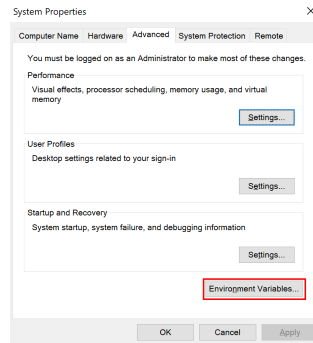 System Properties
Computer Name Hardware Advanced System Protection Remote
You must be logged on as an Administrator to make most of these changes.
Performance
Visual effects, processor scheduling, memory usage, and virtual
memory
Settings...
User Profiles
Desktop settings related to your sign-in
Settings...
Startup and Recovery
System startup, system failure, and debugging information
Settings...
Environment Variables...
OK Cancel Apply